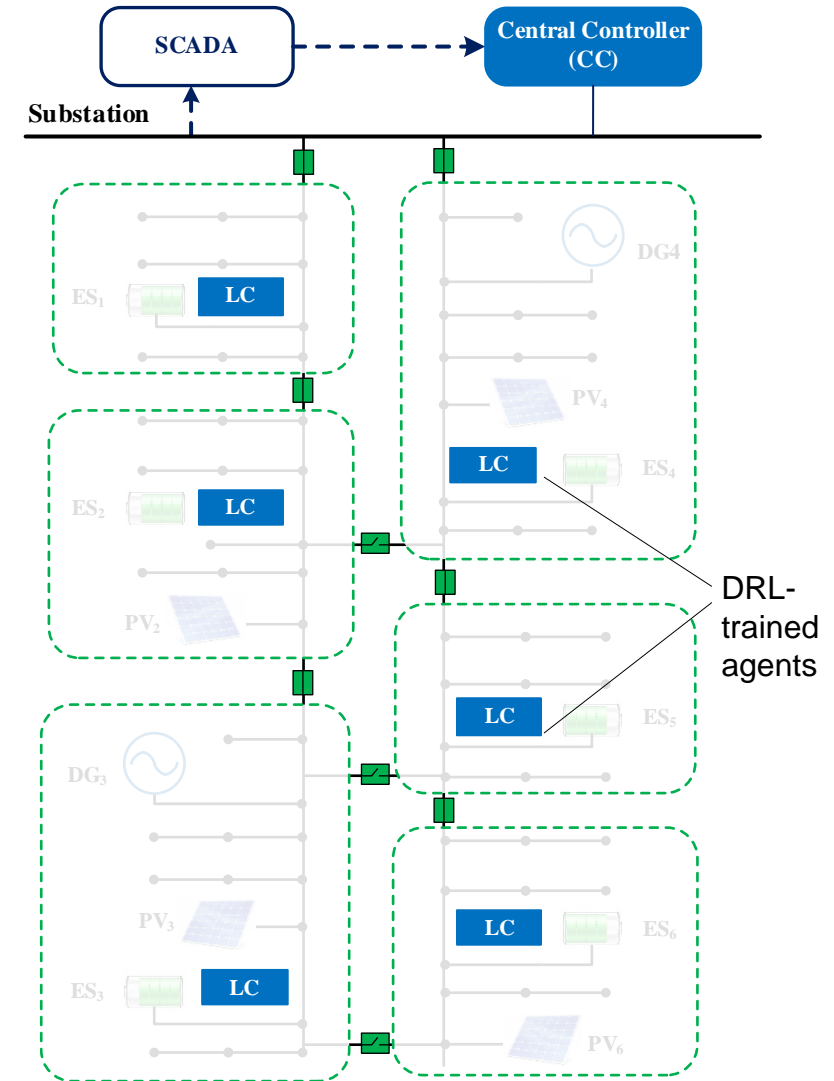 SCADA
Central Controller
(CC)
Substation
DG4
ES₁
LC
PV₄
LC
ES₄
ES₂
LC
PV₂
DRL-
trained
agents
LC
ES₅
DG₃
PV₃
LC
ES₆
ES₃
LC
PV₆